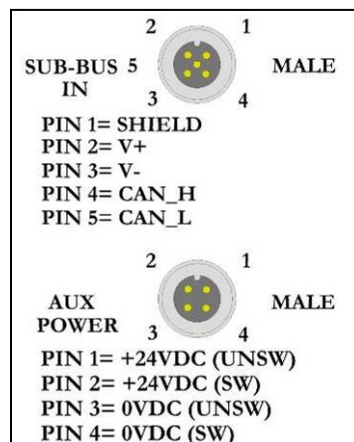 2 1
SUB-BUS 5 MALE
IN
3 4
PIN 1= SHIELD
PIN 2= V+
PIN 3= V-
PIN 4= CAN_H
PIN 5= CAN_L
2 1
AUX MALE
POWER 3 4
PIN 1= +24VDC (UNSW)
PIN 2= +24VDC (SW)
PIN 3= 0VDC (UNSW)
PIN 4= 0VDC (SW)